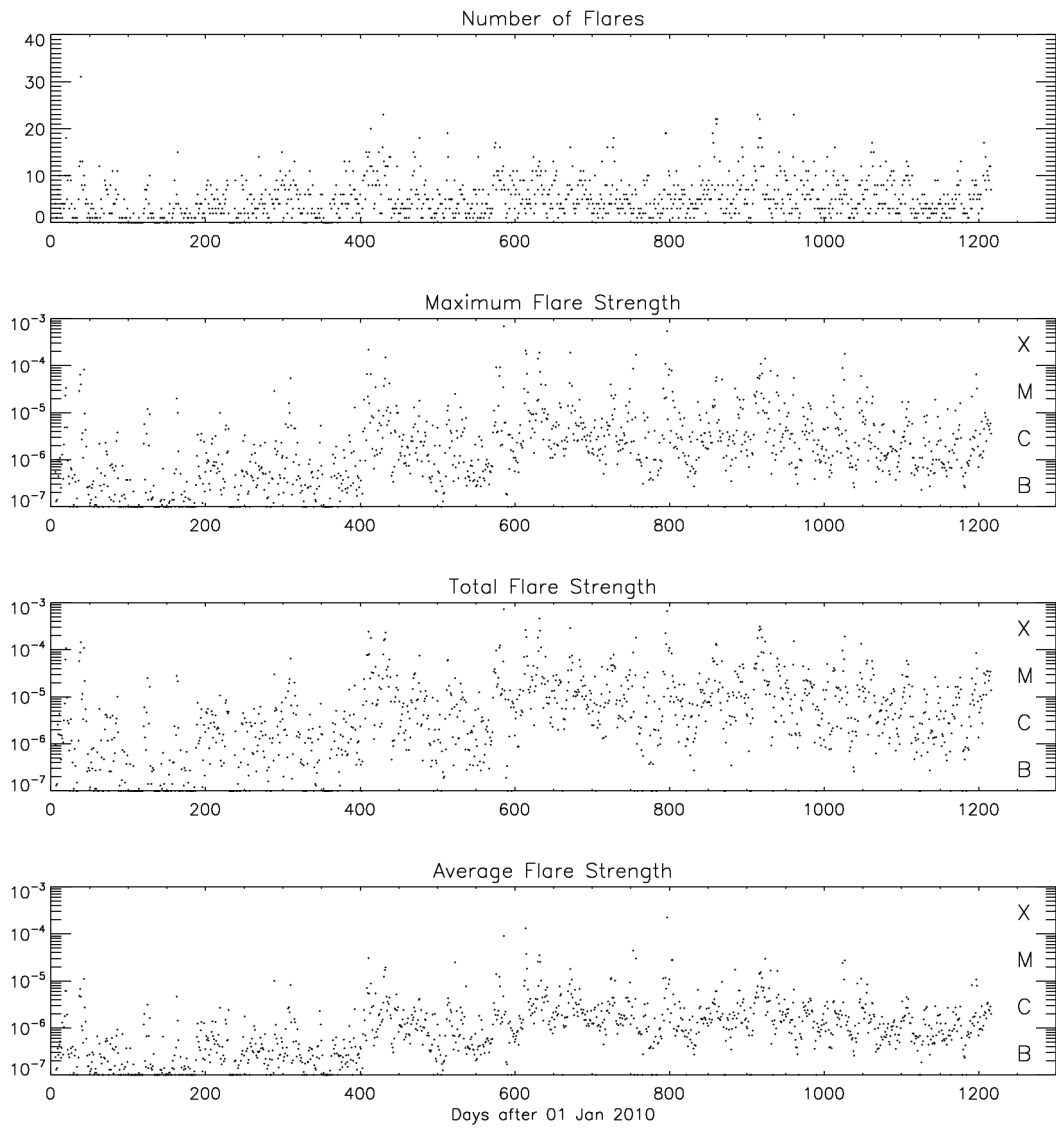 Number of Flares
40
30
20
10
0
0 200 400 600 800 1000 1200
Maximum Flare Strength
10⁻³
X
10⁻⁴
M
10⁻⁵
C
10⁻⁶
B
10⁻⁷
0 200 400 600 800 1000 1200
Total Flare Strength
10⁻³
X
10⁻⁴
M
10⁻⁵
C
10⁻⁶
B
10⁻⁷
0 200 400 600 800 1000 1200
Average Flare Strength
10⁻³
X
10⁻⁴
M
10⁻⁵
C
10⁻⁶
B
10⁻⁷
0 200 400 600 800 1000 1200
Days after 01 Jan 2010